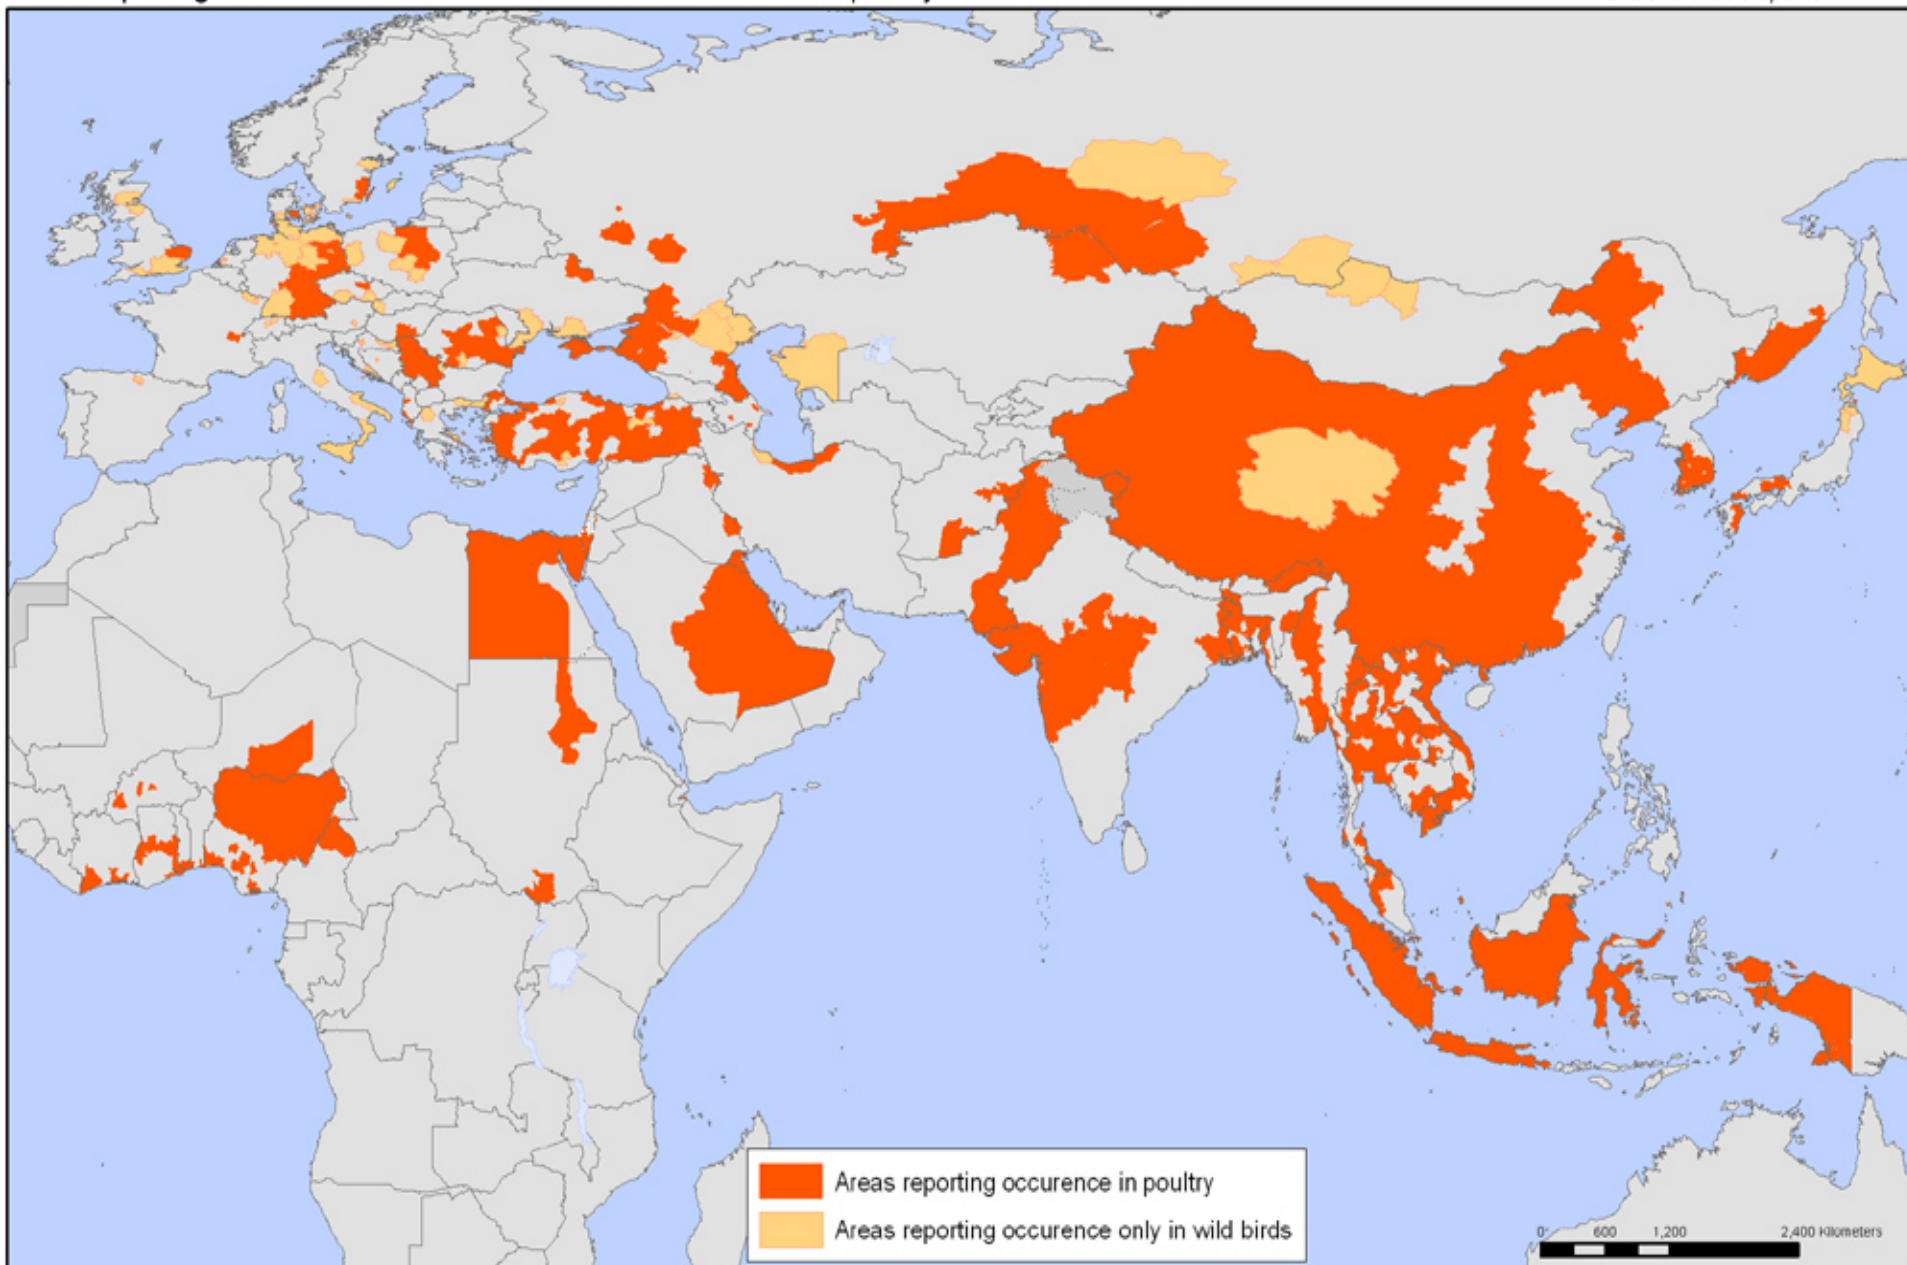 Areas reporting occurence in poultry
Areas reporting occurence only in wild birds
0 600 1,200 2,400 Kilometers